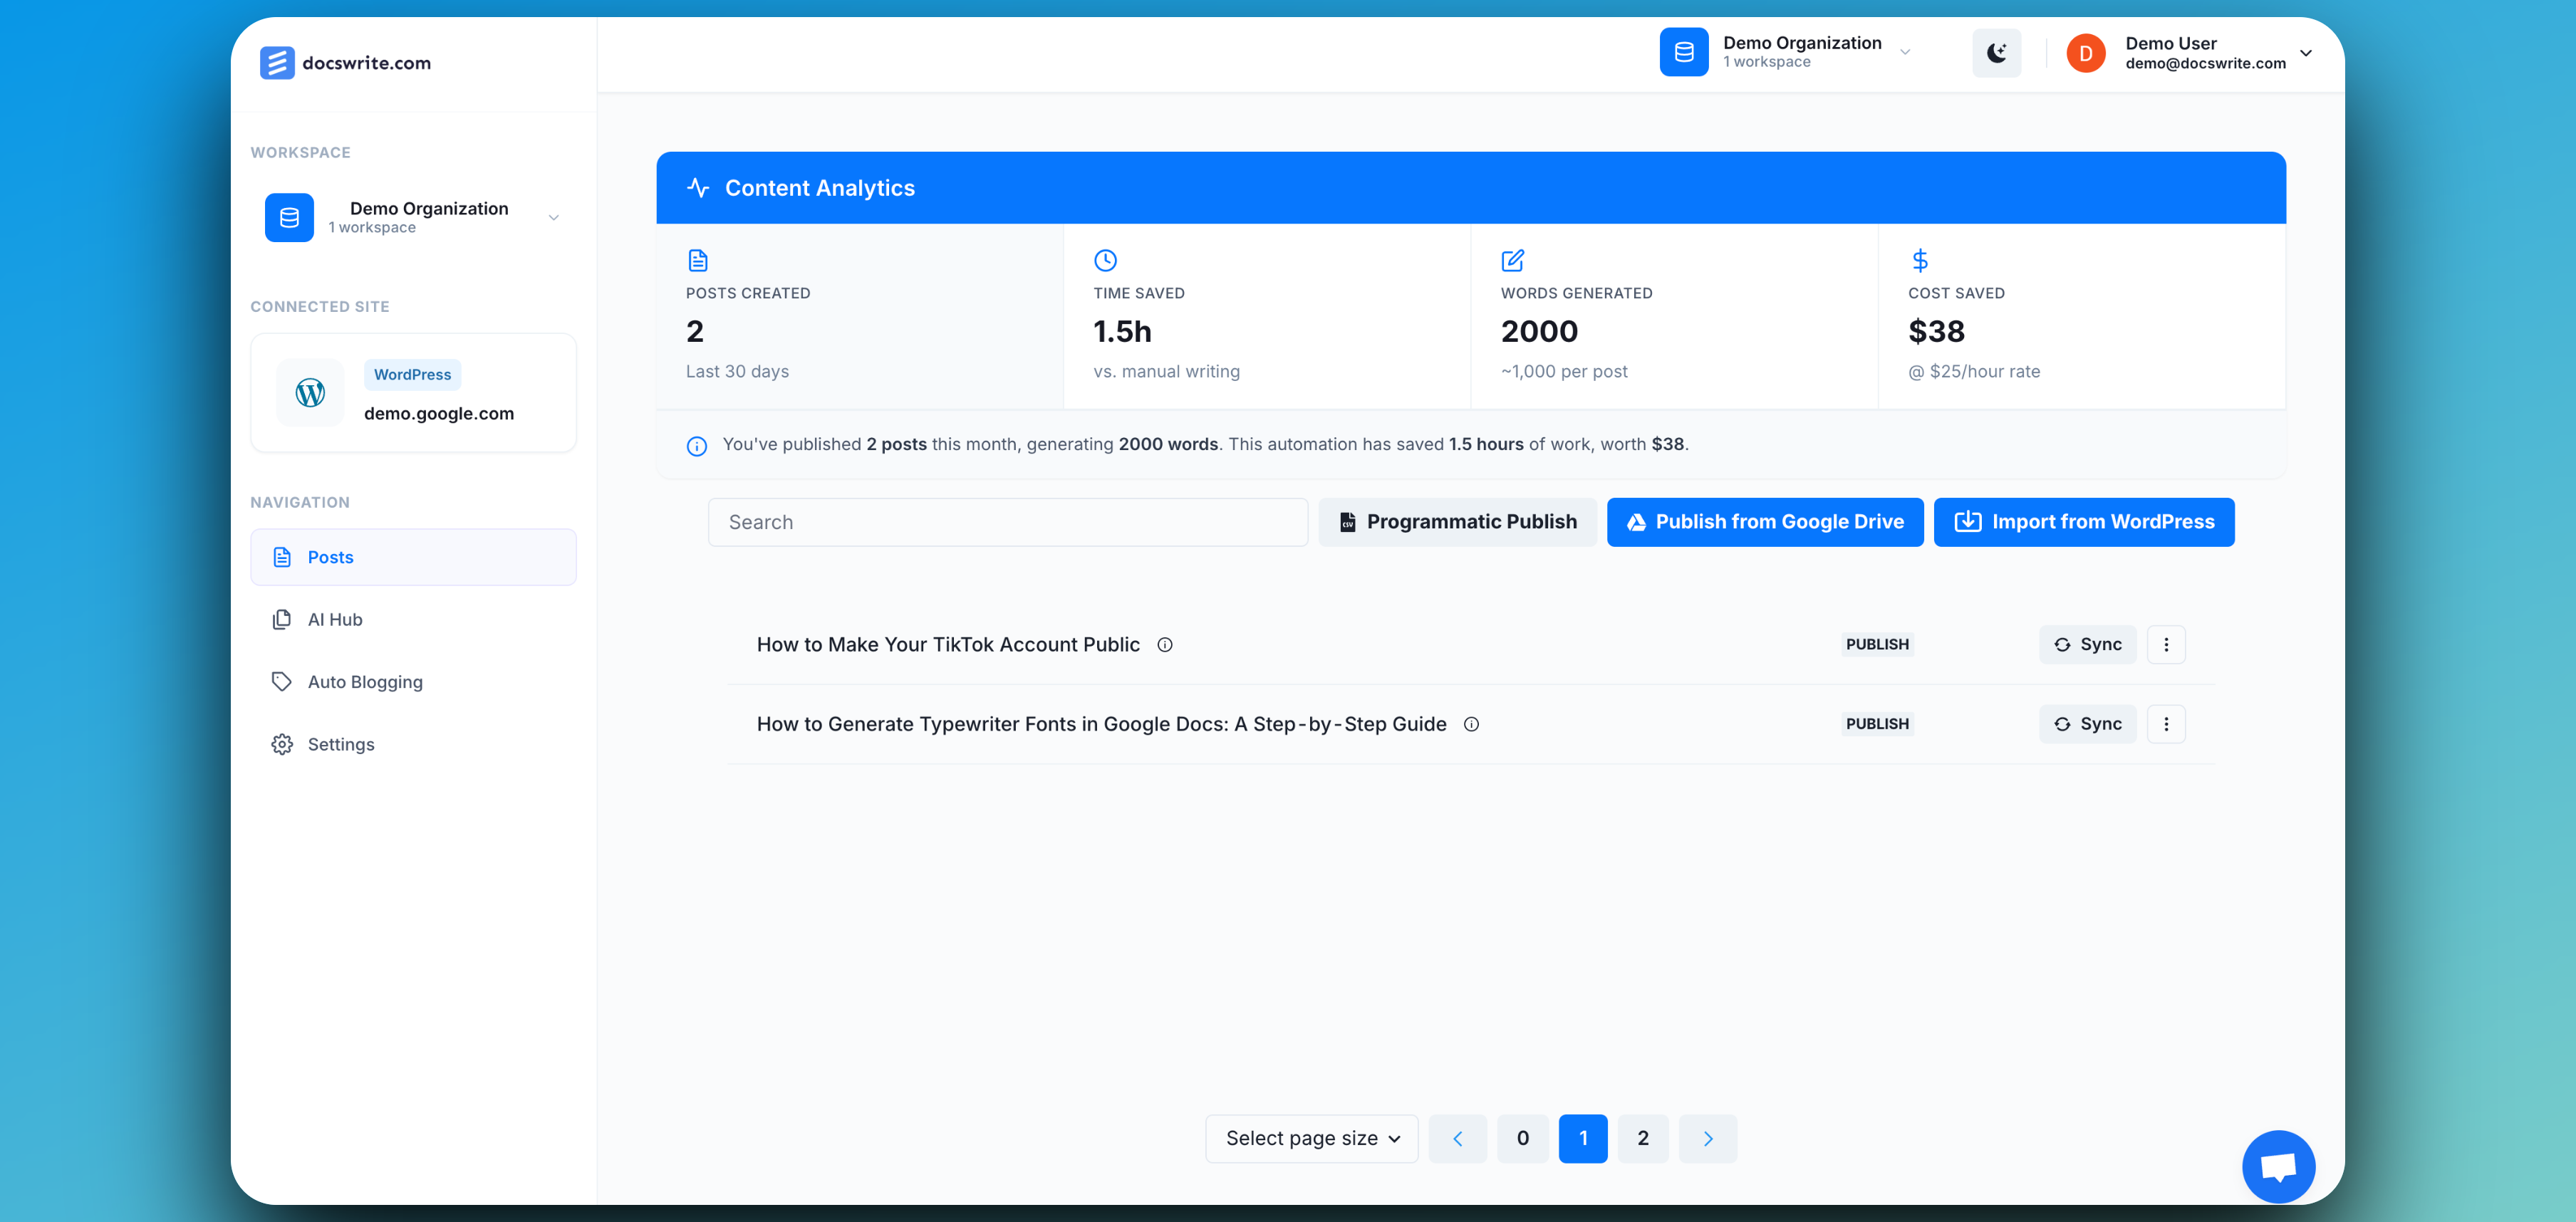 docswrite.com
Demo Organization
1 workspace
D
Demo User
demo@docswrite.com
WORKSPACE
Demo Organization
1 workspace
CONNECTED SITE
WordPress
demo.google.com
NAVIGATION
Posts
AI Hub
Auto Blogging
Settings
Content Analytics
POSTS CREATED
2
Last 30 days
TIME SAVED
1.5h
vs. manual writing
WORDS GENERATED
2000
~1,000 per post
COST SAVED
$38
@ $25/hour rate
You've published 2 posts this month, generating 2000 words. This automation has saved 1.5 hours of work, worth $38.
Search
CSV
Programmatic Publish
Publish from Google Drive
Import from WordPress
How to Make Your TikTok Account Public
PUBLISH
Sync
How to Generate Typewriter Fonts in Google Docs: A Step-by-Step Guide
PUBLISH
Sync
Select page size
0
1
2